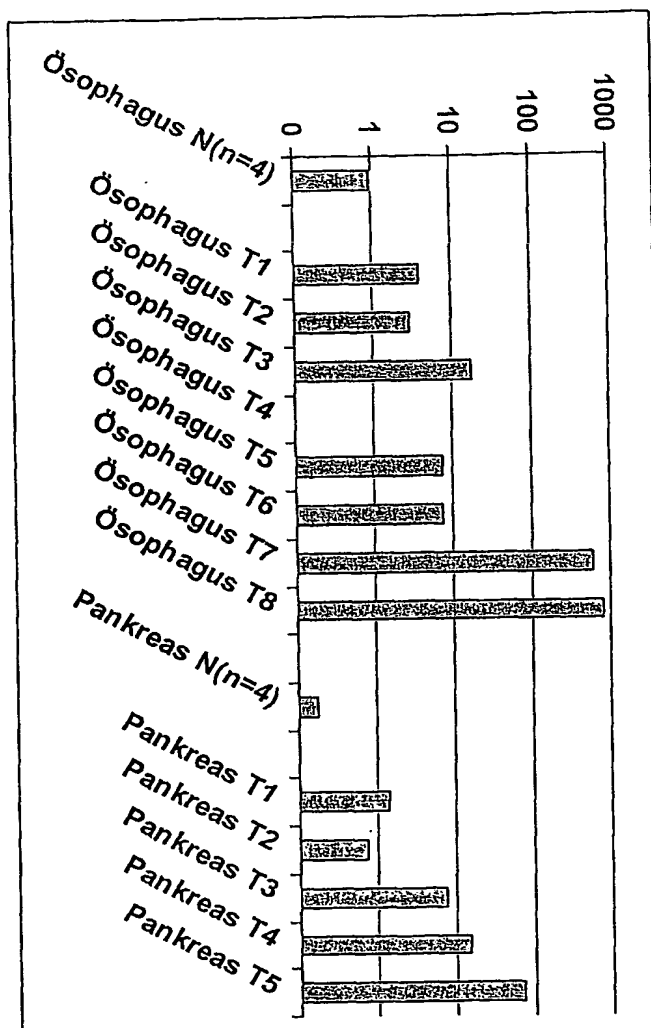 1000
100
10
1
0
Ösophagus N(n=4)
Ösophagus T1
Ösophagus T2
Ösophagus T3
Ösophagus T4
Ösophagus T5
Ösophagus T6
Ösophagus T7
Ösophagus T8
Pankreas N(n=4)
Pankreas T1
Pankreas T2
Pankreas T3
Pankreas T4
Pankreas T5